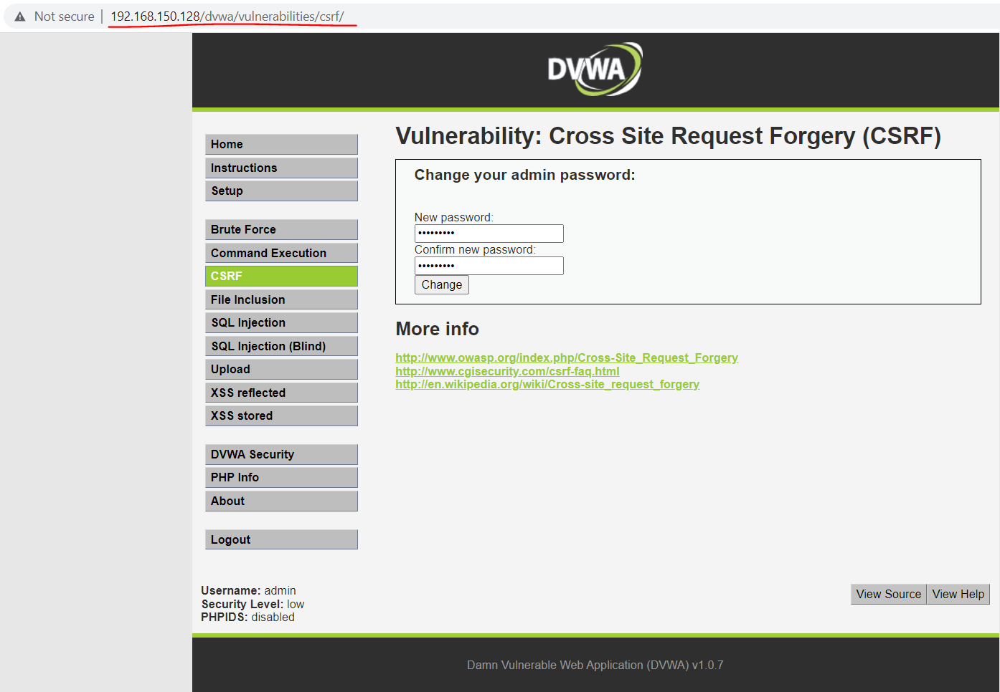 Not secure | 192.168.150.128/dvwa/vulnerabilities/csrf/
DVWA
Home
Instructions
Setup
Brute Force
Command Execution
CSRF
File Inclusion
SQL Injection
SQL Injection (Blind)
Upload
XSS reflected
XSS stored
DVWA Security
PHP Info
About
Logout
Vulnerability: Cross Site Request Forgery (CSRF)
Change your admin password:
New password:
•••••••••
Confirm new password:
•••••••••
Change
More info
http://www.owasp.org/index.php/Cross-Site_Request_Forgery
http://www.cgisecurity.com/csrf-faq.html
http://en.wikipedia.org/wiki/Cross-site_request_forgery
Username: admin
Security Level: low
PHPIDS: disabled
View Source
View Help
Damn Vulnerable Web Application (DVWA) v1.0.7